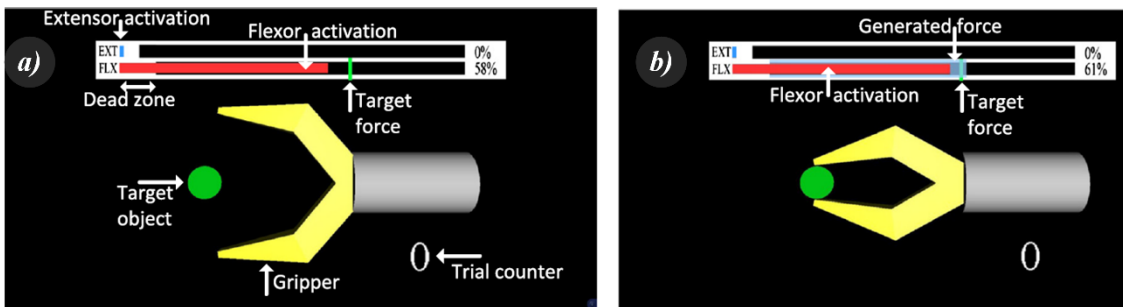 Extensor activation
Flexor activation
a)
EXT 0%
FLX 58%
Dead zone
Target
force
Target
object
Gripper
0
Trial counter
Generated force
b)
EXT 0%
FLX 61%
Flexor activation
Target
force
0